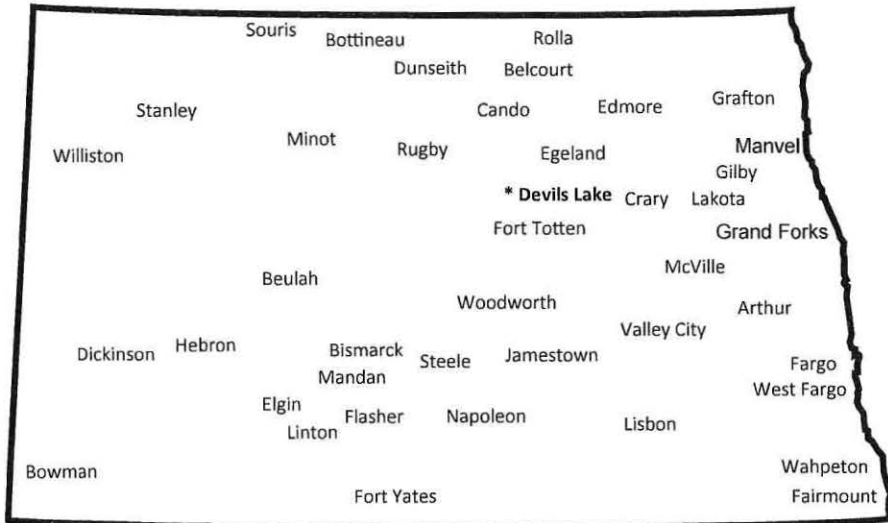 Souris
Bottineau
Rolla
Dunseith
Belcourt
Stanley
Cando
Edmore
Grafton
Minot
Rugby
Egeland
Manvel
Williston
Gilby
* Devils Lake
Crary
Lakota
Fort Totten
Grand Forks
Beulah
McVille
Woodworth
Arthur
Valley City
Dickinson
Hebron
Bismarck
Steele
Jamestown
Fargo
Mandan
West Fargo
Elgin
Flasher
Napoleon
Linton
Lisbon
Bowman
Wahpeton
Fort Yates
Fairmount